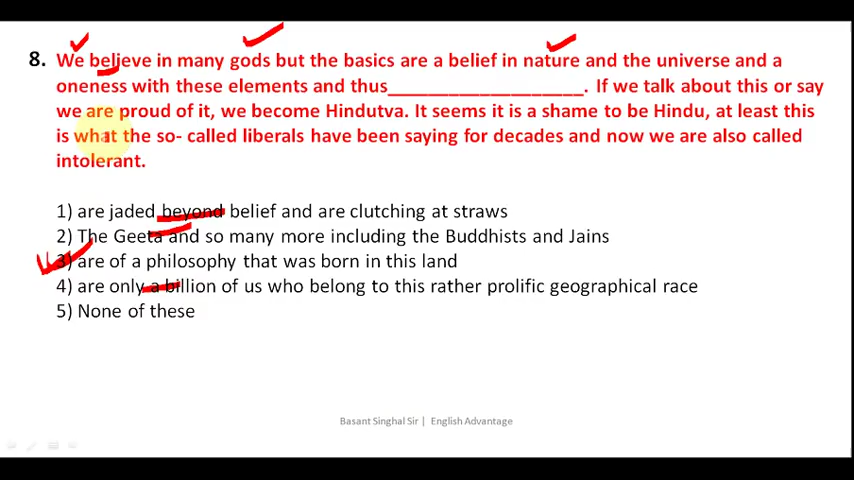 8. We believe in many gods but the basics are a belief in nature and the universe and a
oneness with these elements and thus____________________. If we talk about this or say
we are proud of it, we become Hindutva. It seems it is a shame to be Hindu, at least this
is what the so- called liberals have been saying for decades and now we are also called
intolerant.
1) are jaded beyond belief and are clutching at straws
2) The Geeta and so many more including the Buddhists and Jains
3) are of a philosophy that was born in this land
4) are only a billion of us who belong to this rather prolific geographical race
5) None of these
Basant Singhal Sir | English Advantage